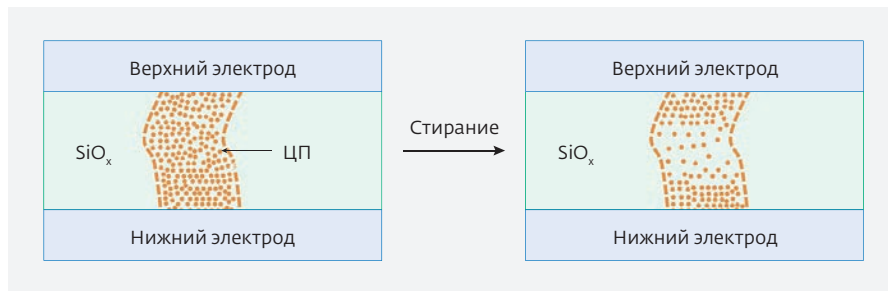 Верхний электрод
SiOx
ЦП
Нижний электрод
Стирание
Верхний электрод
SiOx
Нижний электрод